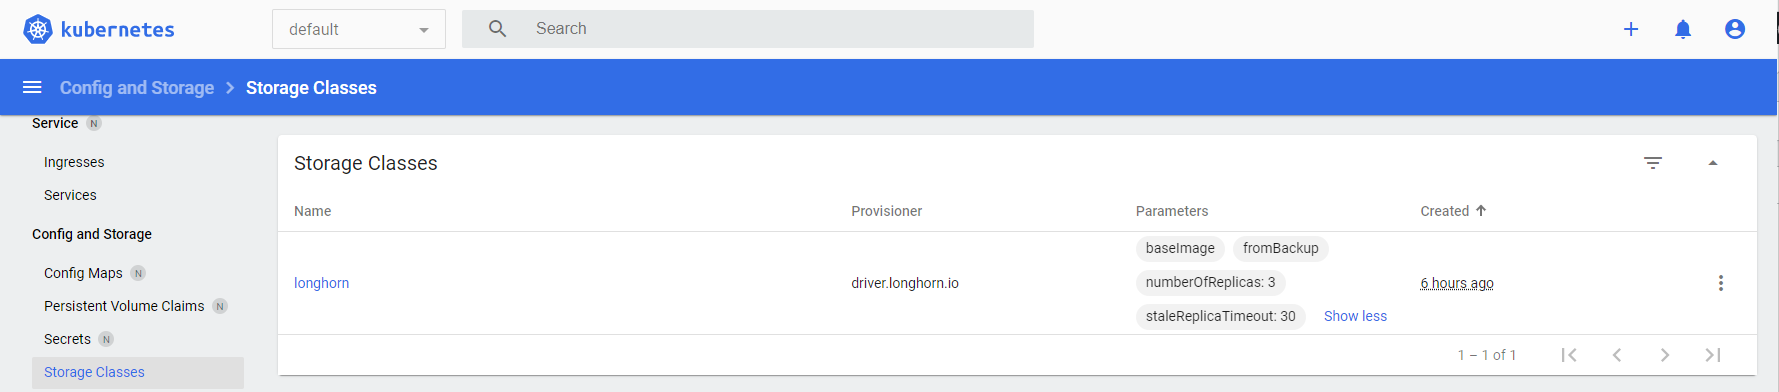 kubernetes
default
Search
Config and Storage
Storage Classes
Service N
Ingresses
Services
Config and Storage
Config Maps N
Persistent Volume Claims N
Secrets N
Storage Classes
Storage Classes
Name Provisioner Parameters Created
longhorn driver.longhorn.io
baseImage fromBackup
numberOfReplicas: 3
staleReplicaTimeout: 30 Show less
6 hours ago
1 – 1 of 1